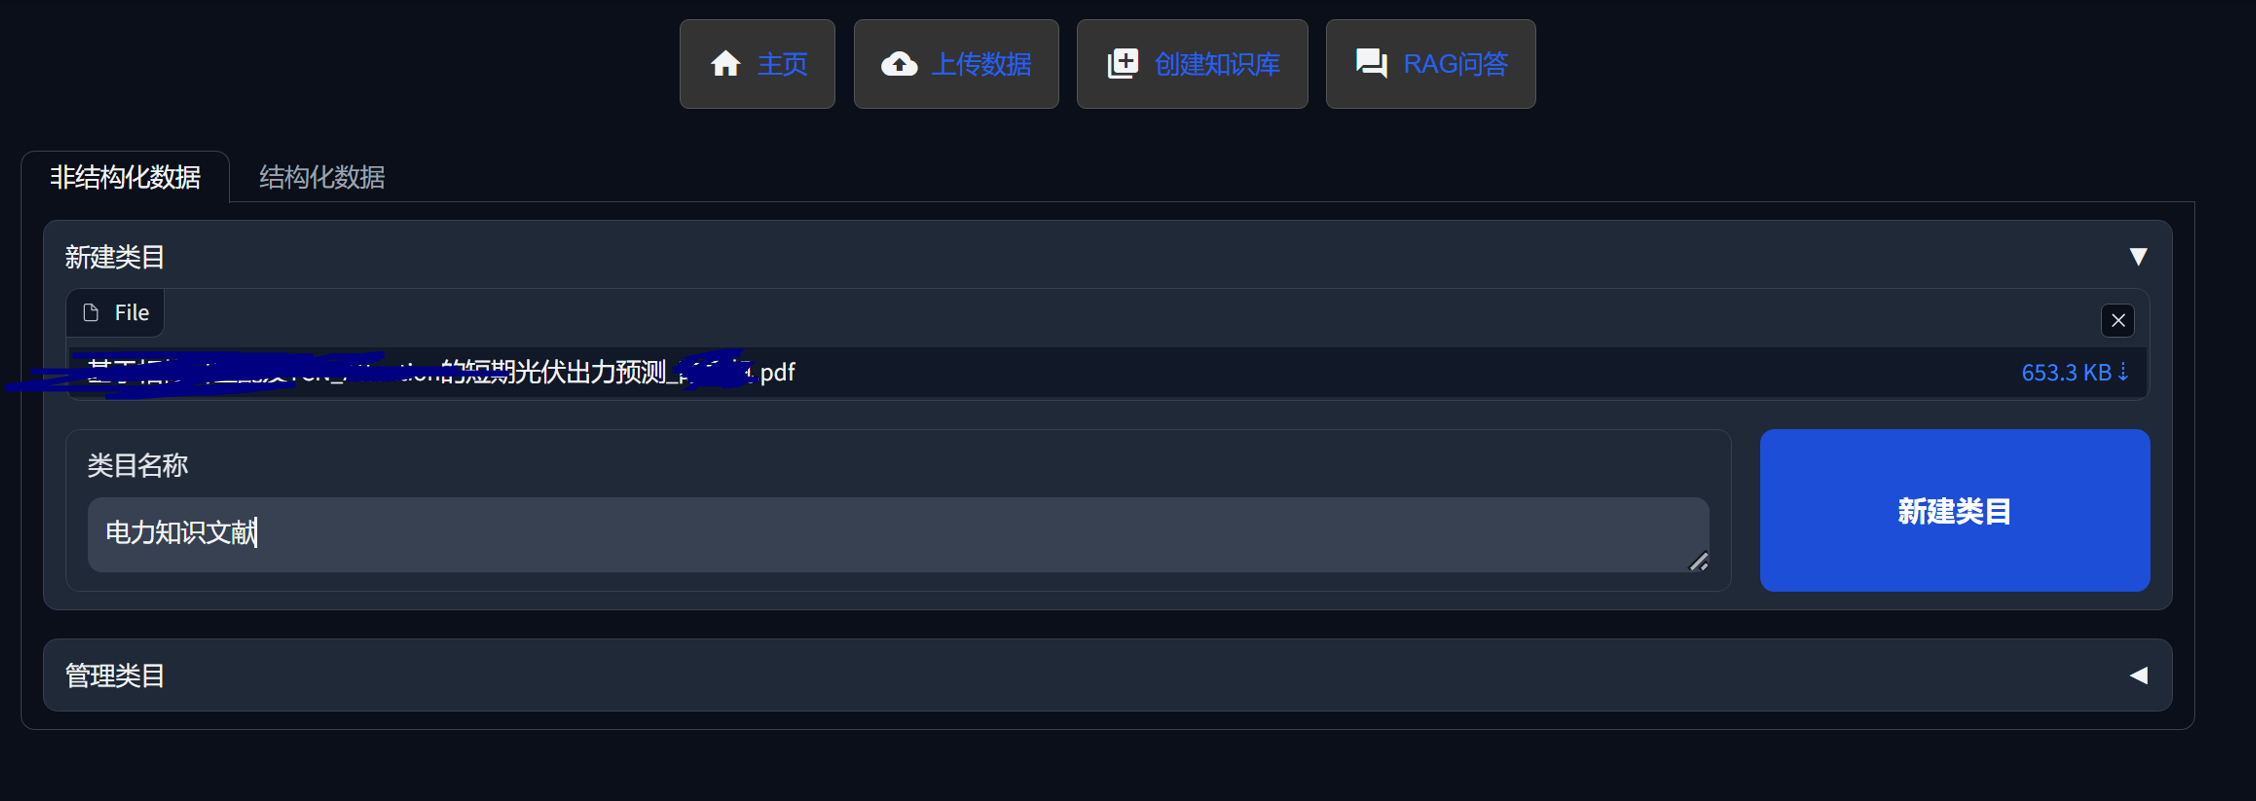 主页
上传数据
创建知识库
RAG问答
非结构化数据
结构化数据
新建类目
File
基于 的短期光伏出力预测_ .pdf
653.3 KB ⇣
类目名称
电力知识文献
新建类目
管理类目